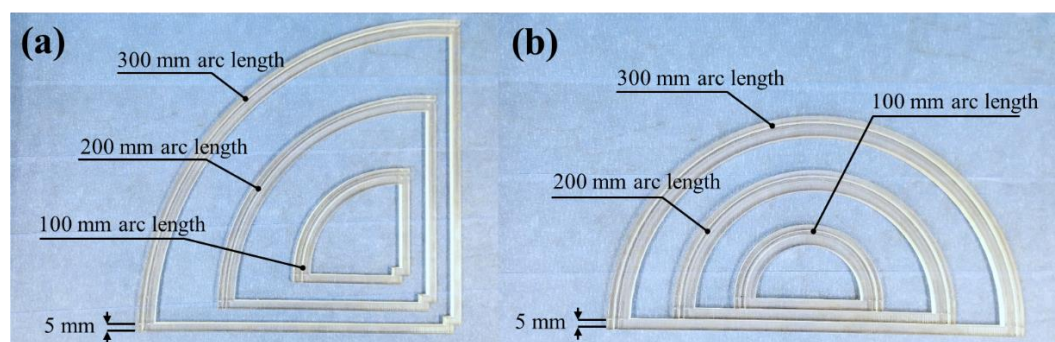 (a)
300 mm arc length
200 mm arc length
100 mm arc length
5 mm
(b)
300 mm arc length
100 mm arc length
200 mm arc length
5 mm